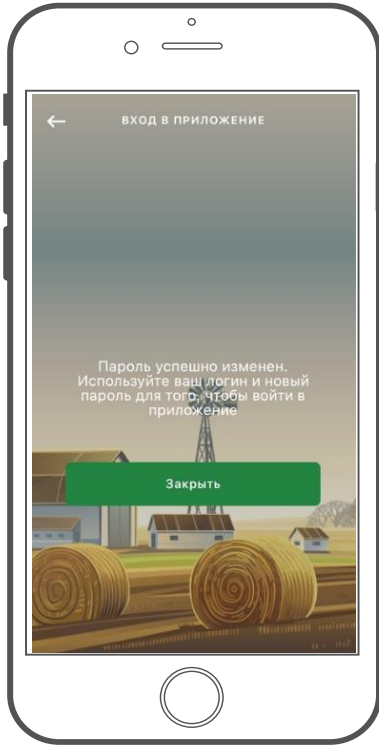 ВХОД В ПРИЛОЖЕНИЕ
Пароль успешно изменен.
Используйте ваш логин и новый
пароль для того, чтобы войти в
приложение
Закрыть